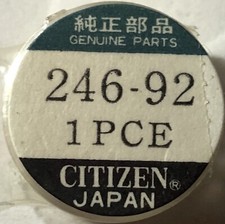 純正部品
GENUINE PARTS
246-92
1PCE
CITIZEN®
JAPAN